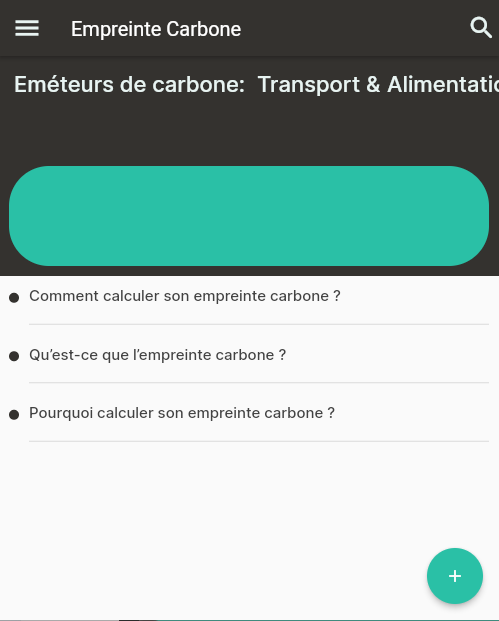 Empreinte Carbone
Eméteurs de carbone: Transport & Alimentatio
Comment calculer son empreinte carbone ?
Qu’est-ce que l’empreinte carbone ?
Pourquoi calculer son empreinte carbone ?
+